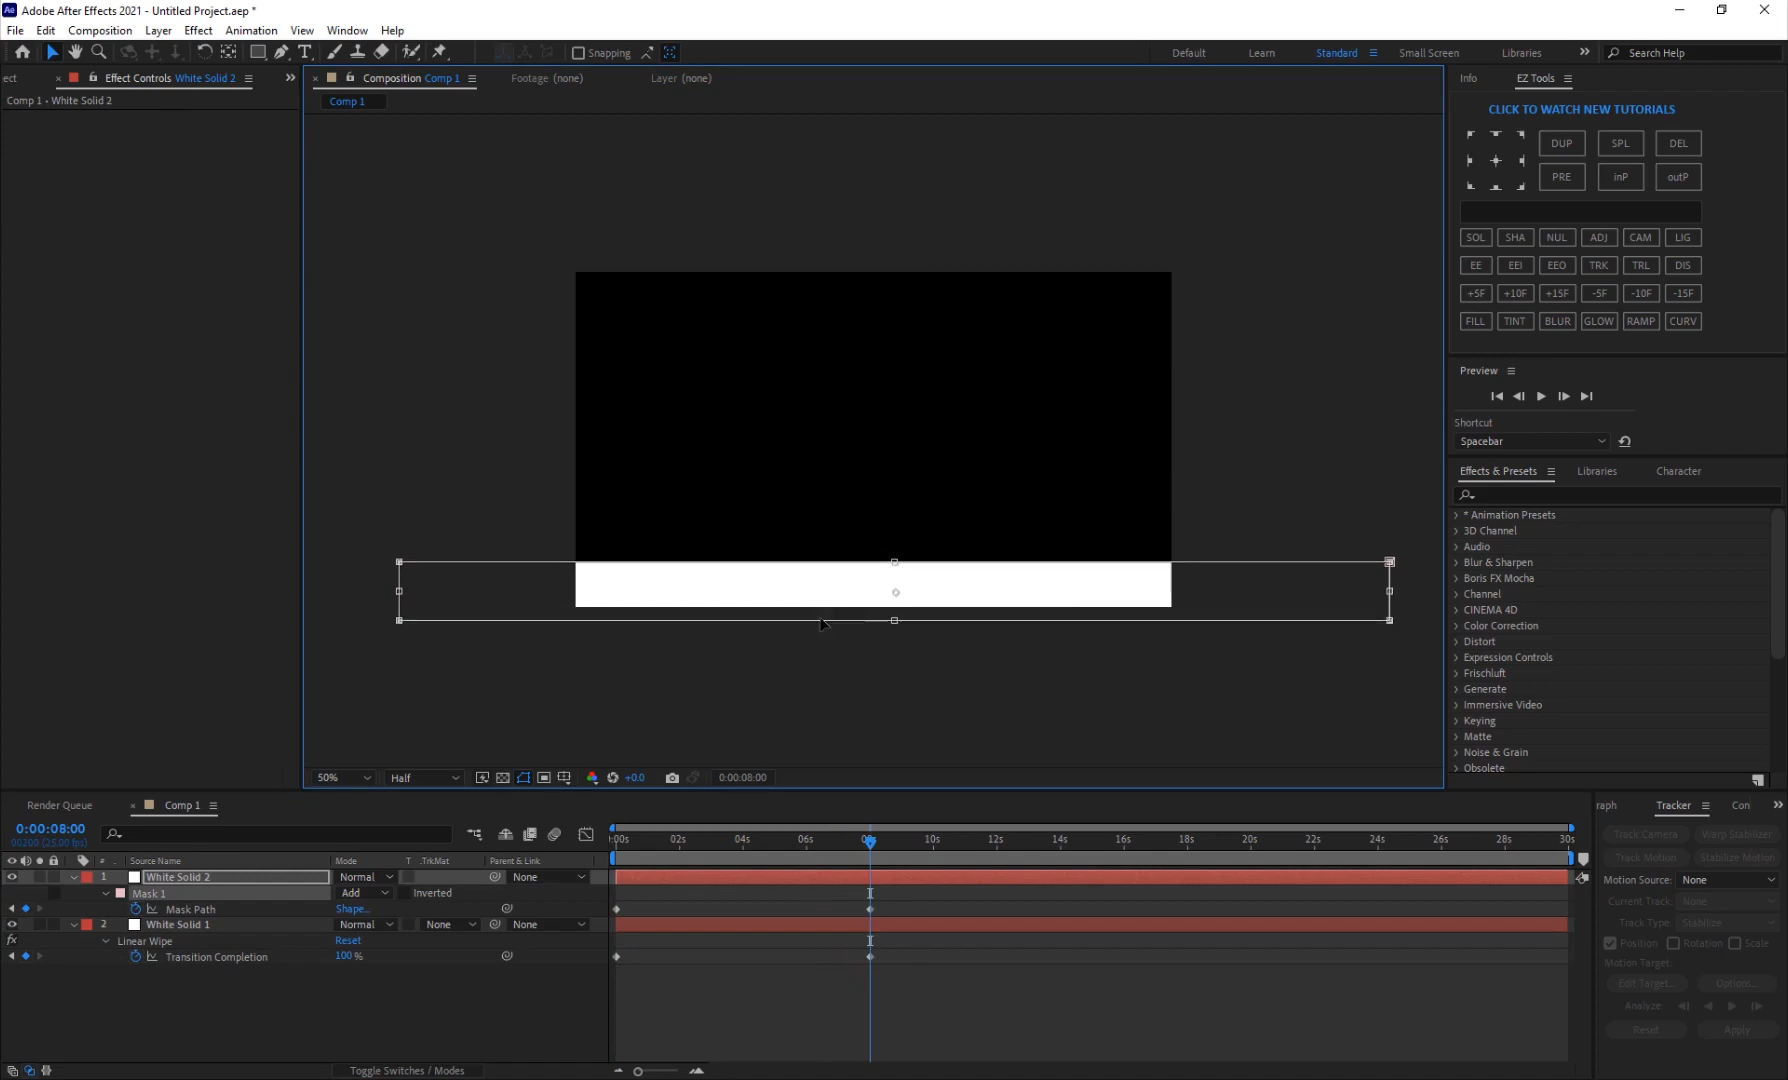 Adobe After Effects 2021 - Untitled Project.aep *
File Edit Composition Layer Effect Animation View Window Help
Snapping Default Learn Standard Small Screen Libraries Search Help
ect Effect Controls White Solid 2 Composition Comp 1 Footage (none) Layer (none) Info EZ Tools
Comp 1 • White Solid 2 Comp 1
CLICK TO WATCH NEW TUTORIALS
DUP SPL DEL
PRE inP outP
SOL SHA NUL ADJ CAM LIG
EE EEI EEO TRK TRL DIS
+5F +10F +15F -5F -10F -15F
FILL TINT BLUR GLOW RAMP CURV
Preview
Shortcut
Spacebar
Effects & Presets Libraries Character
* Animation Presets
3D Channel
Audio
Blur & Sharpen
Boris FX Mocha
Channel
CINEMA 4D
Color Correction
Distort
Expression Controls
Frischluft
Generate
Immersive Video
Keying
Matte
Noise & Grain
Obsolete
50% Half +0.0 0:00:08:00
Render Queue Comp 1 raph Tracker Con
0:00:08:00
00200 (25.00 fps)
:00s 02s 04s 06s 10s 12s 14s 16s 18s 20s 22s 24s 26s 28s 30s
# Source Name Mode T .TrkMat Parent & Link
1 White Solid 2 Normal None
Mask 1 Add Inverted
Mask Path Shape...
2 White Solid 1 Normal None None
fx Linear Wipe Reset
Transition Completion 100 %
Toggle Switches / Modes
Track Camera Warp Stabilizer
Track Motion Stabilize Motion
Motion Source: None
Current Track: None
Track Type: Stabilize
Position Rotation Scale
Motion Target:
Edit Target... Options...
Analyze:
Reset Apply